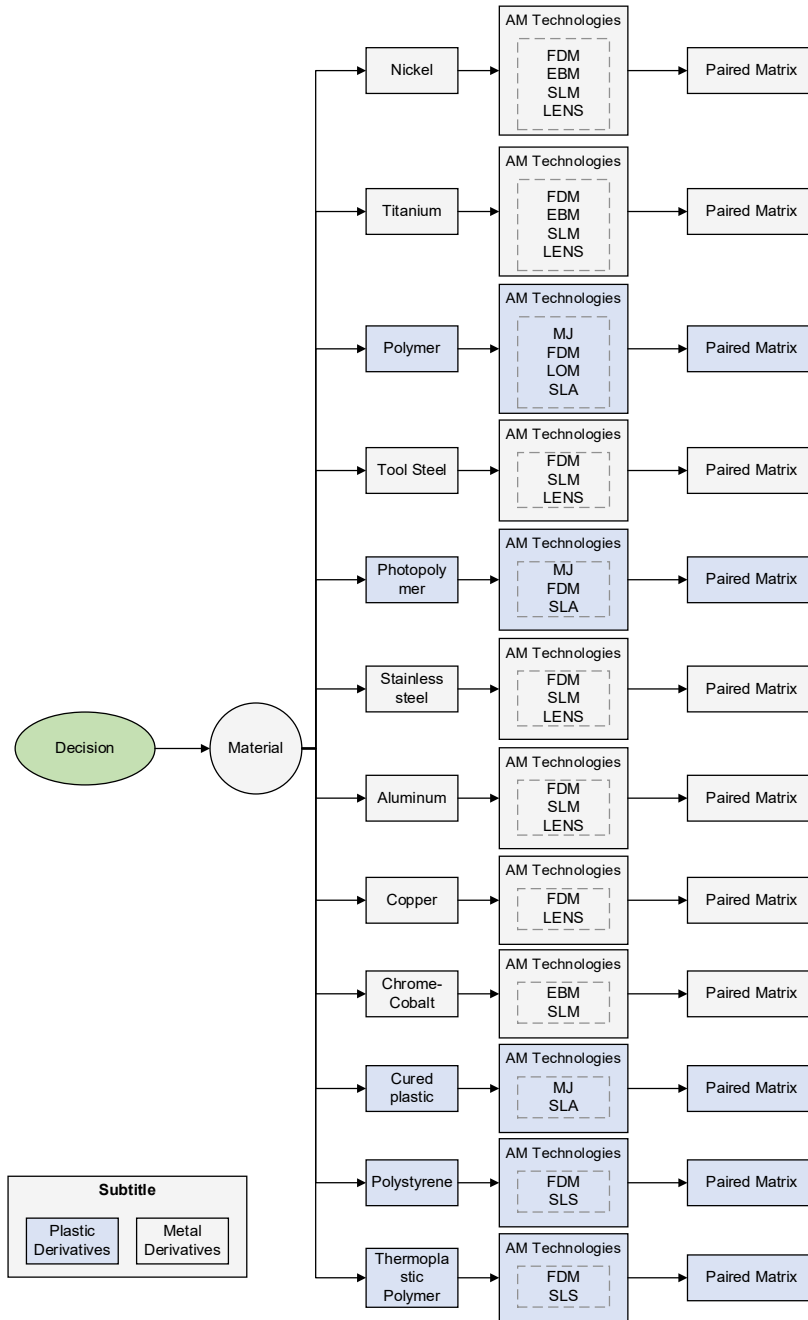 AM Technologies
Nickel
FDM
EBM
SLM
LENS
Paired Matrix
AM Technologies
Titanium
FDM
EBM
SLM
LENS
Paired Matrix
AM Technologies
Polymer
MJ
FDM
LOM
SLA
Paired Matrix
AM Technologies
Tool Steel
FDM
SLM
LENS
Paired Matrix
AM Technologies
Photopoly
mer
MJ
FDM
SLA
Paired Matrix
AM Technologies
Stainless
steel
FDM
SLM
LENS
Paired Matrix
Decision
Material
AM Technologies
Aluminum
FDM
SLM
LENS
Paired Matrix
AM Technologies
Copper
FDM
LENS
Paired Matrix
AM Technologies
Chrome-
Cobalt
EBM
SLM
Paired Matrix
AM Technologies
Cured
plastic
MJ
SLA
Paired Matrix
AM Technologies
Polystyrene
FDM
SLS
Paired Matrix
AM Technologies
Thermopla
stic
Polymer
FDM
SLS
Paired Matrix
Subtitle
Plastic
Derivatives
Metal
Derivatives